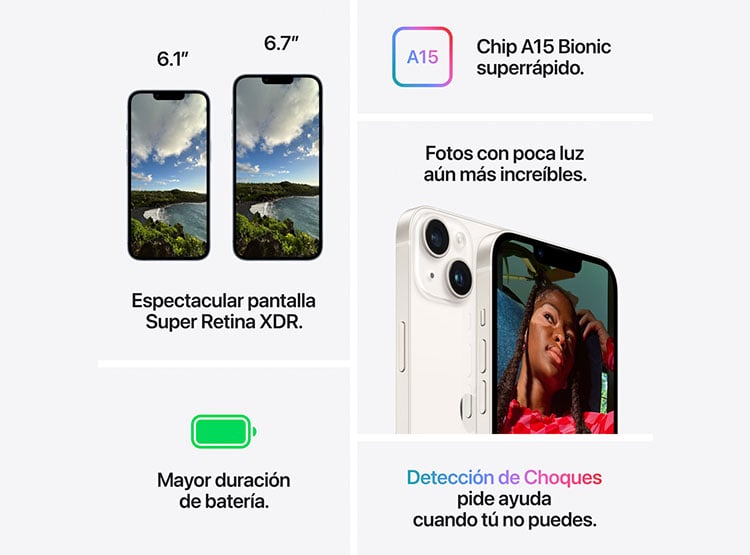 6.1″
6.7″
Espectacular pantalla
Super Retina XDR.
Mayor duración
de batería.
A15
Chip A15 Bionic
superrápido.
Fotos con poca luz
aún más increíbles.
Detección de Choques
pide ayuda
cuando tú no puedes.